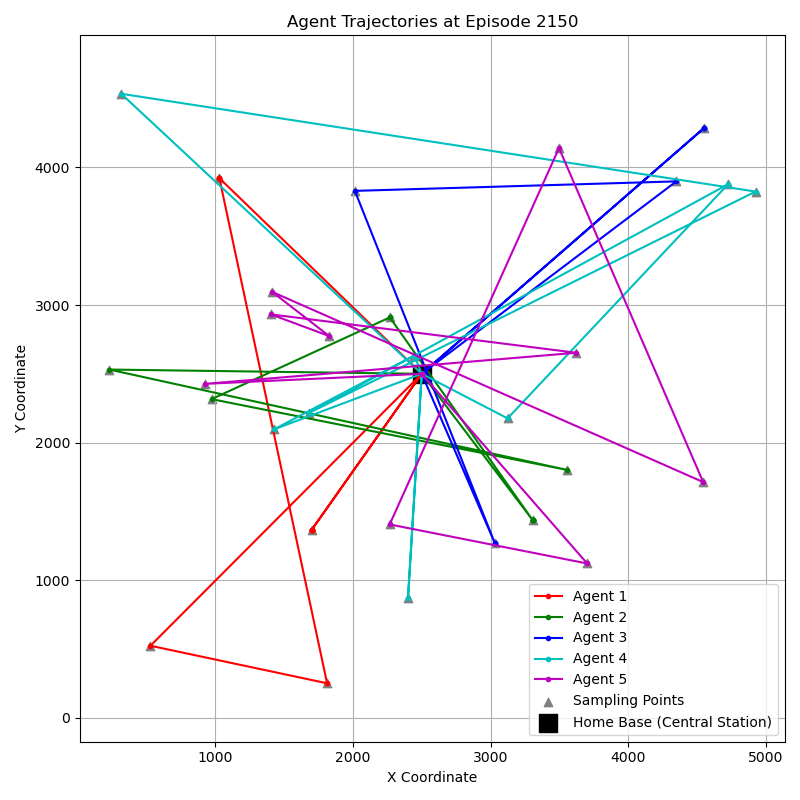 Agent Trajectories at Episode 2150
Y Coordinate
4000
3000
2000
1000
0
1000
2000
3000
4000
5000
X Coordinate
Agent 1
Agent 2
Agent 3
Agent 4
Agent 5
Sampling Points
Home Base (Central Station)